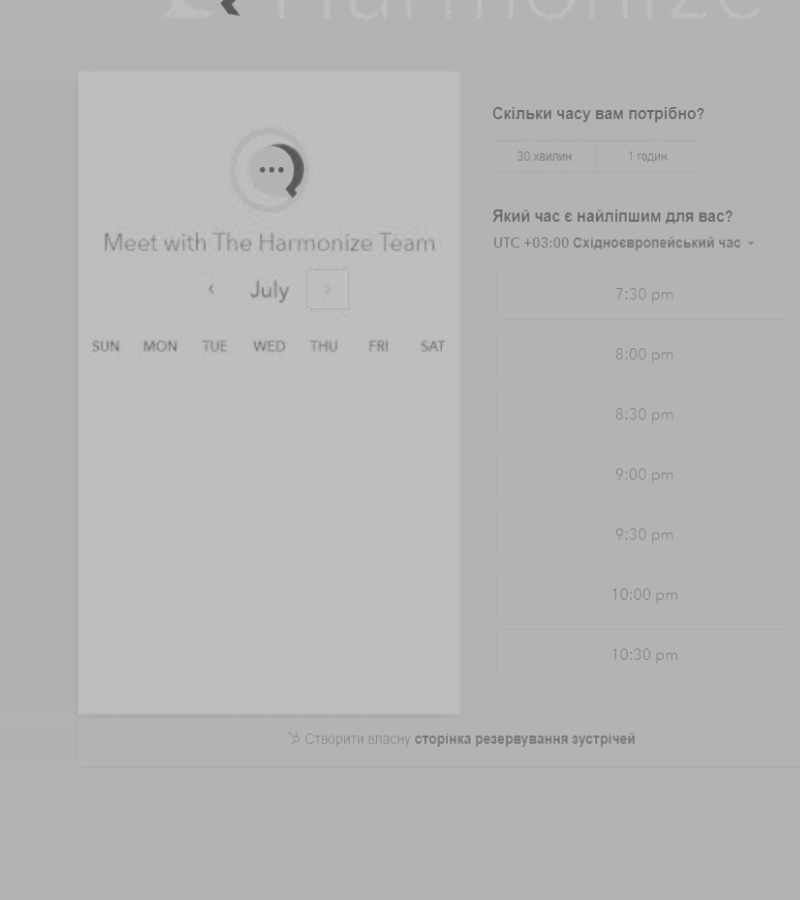 Harmonize
Meet with The Harmonize Team
July
SUN MON TUE WED THU FRI SAT
Скільки часу вам потрібно?
30 хвилин 1 годин
Який час є найліпшим для вас?
UTC +03:00 Східноєвропейський час
7:30 pm
8:00 pm
8:30 pm
9:00 pm
9:30 pm
10:00 pm
10:30 pm
Створити власну сторінка резервування зустрічей